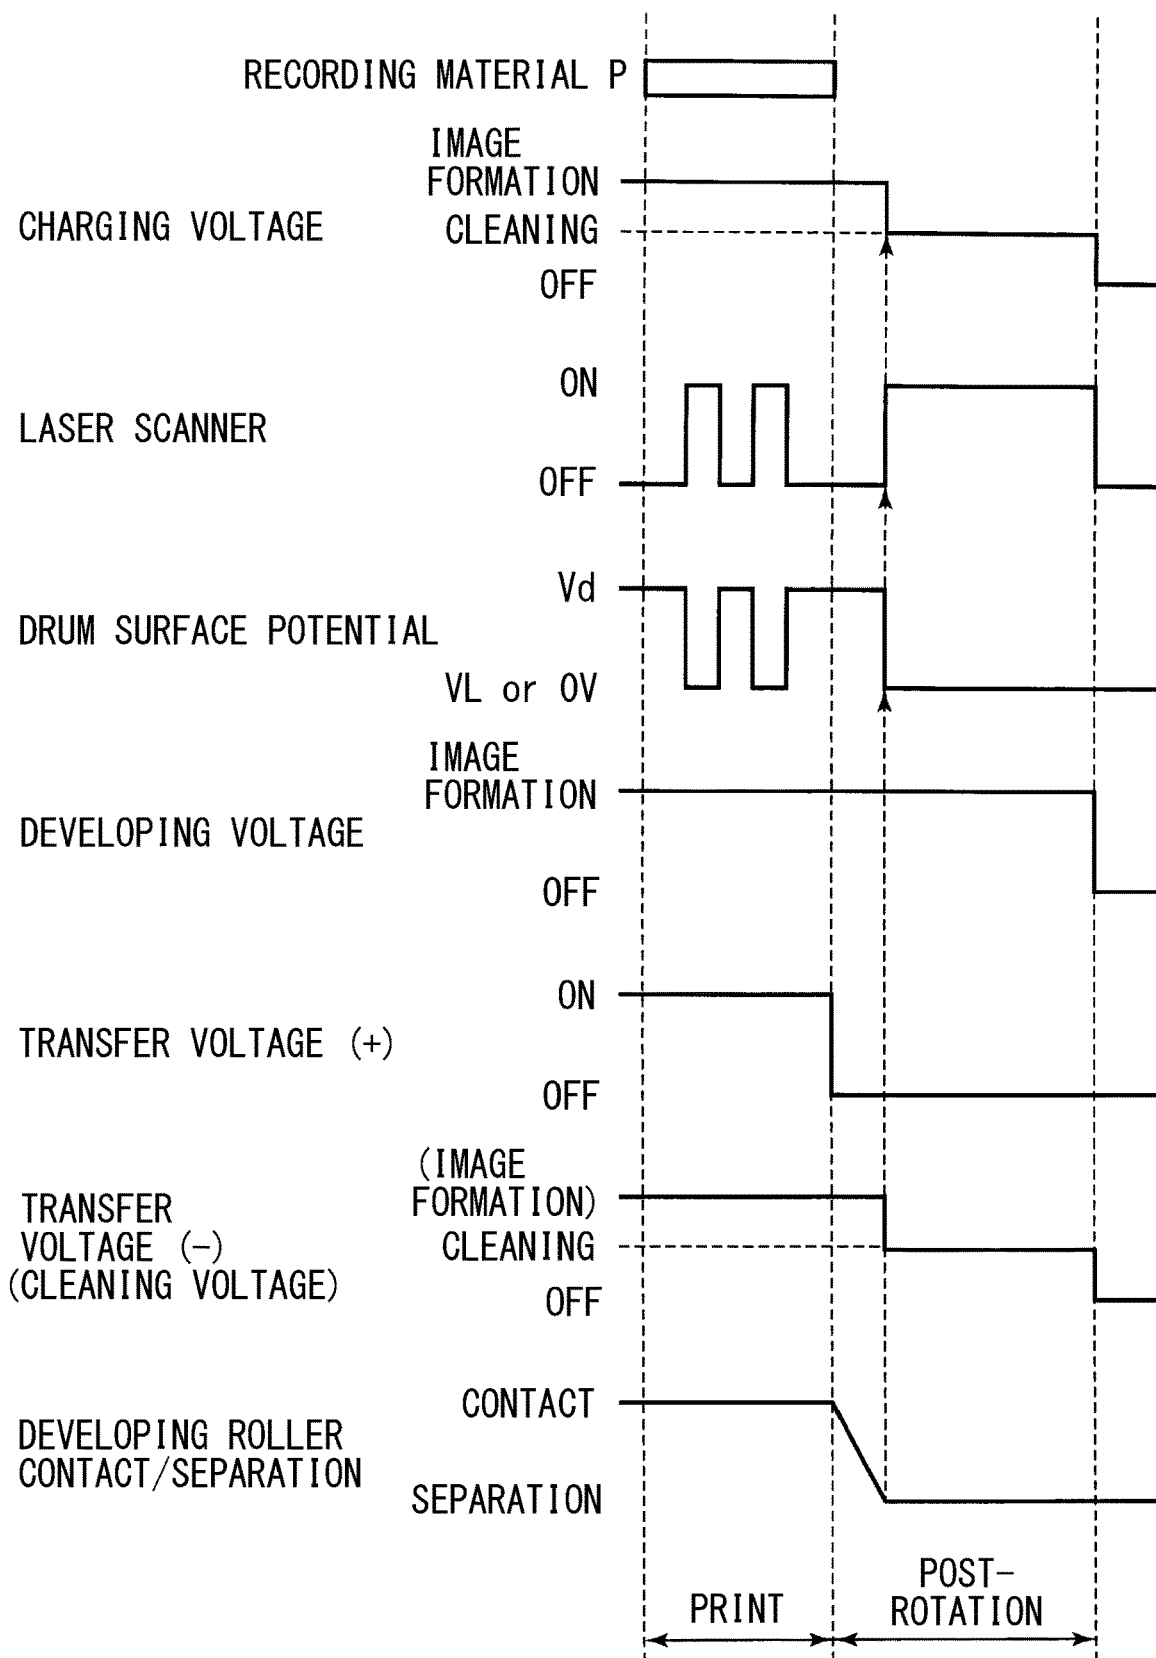 RECORDING MATERIAL P
IMAGE
FORMATION
CHARGING VOLTAGE
CLEANING
OFF
ON
LASER SCANNER
OFF
Vd
DRUM SURFACE POTENTIAL
VL or 0V
IMAGE
FORMATION
DEVELOPING VOLTAGE
OFF
ON
TRANSFER VOLTAGE (+)
OFF
(IMAGE
FORMATION)
TRANSFER
VOLTAGE (-)
(CLEANING VOLTAGE)
CLEANING
OFF
CONTACT
DEVELOPING ROLLER
CONTACT/SEPARATION
SEPARATION
PRINT
POST-
ROTATION